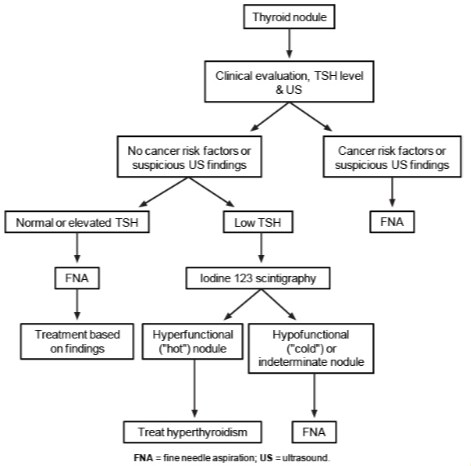 Thyroid nodule
Clinical evaluation, TSH level
& US
No cancer risk factors or
suspicious US findings
Cancer risk factors or
suspicious US findings
Normal or elevated TSH
Low TSH
FNA
FNA
Iodine 123 scintigraphy
Treatment based
on findings
Hyperfunctional
("hot") nodule
Hypofunctional
("cold") or
indeterminate nodule
Treat hyperthyroidism
FNA
FNA = fine needle aspiration; US = ultrasound.